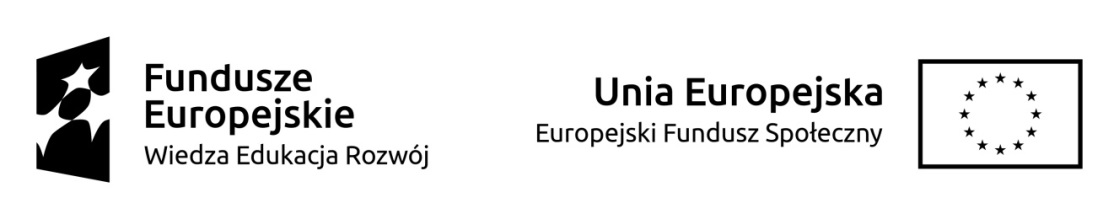 Fundusze
Europejskie
Wiedza Edukacja Rozwój
Unia Europejska
Europejski Fundusz Społeczny